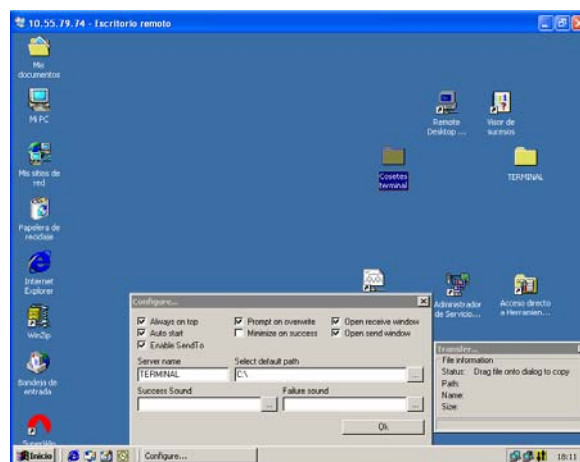 10.55.79.74 - Escritorio remoto
Mis
documentos
Mi PC
Mis sitios de
red
Papelera de
reciclaje
Internet
Explorer
WinZip
Bandeja de
entrada
SuperWin
Remote
Desktop ...
Visor de
sucesos
Cosetes
terminal
TERMINAL
Administrador
de Servicio...
Acceso directo
a Herramien...
Configure...
Always on top
Prompt on overwrite
Open receive window
Auto start
Minimize on success
Open send window
Enable SendTo
Server name
Select default path
TERMINAL
C:\
...
Success Sound
Failure sound
...
...
Ok
Transfer...
File information
Status: Drag file onto dialog to copy
Path:
Name:
Size:
Inicio
Configure...
18:11